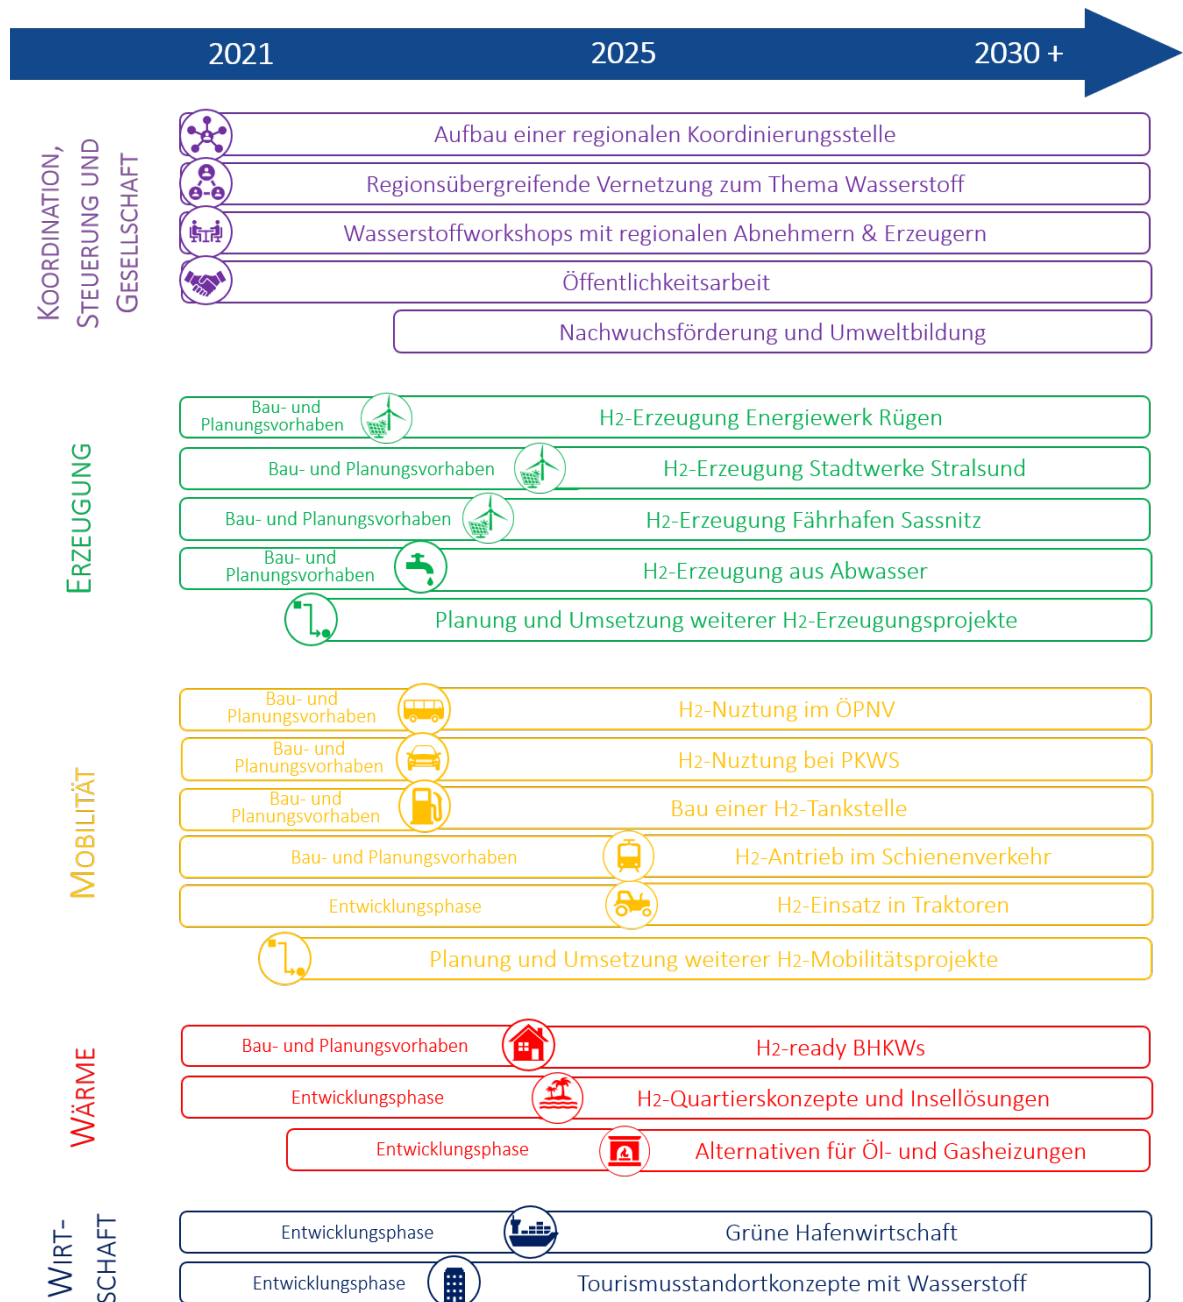 2021 2025 2030 +
KOORDINATION,
STEUERUNG UND
GESELLSCHAFT
Aufbau einer regionalen Koordinierungsstelle
Regionsübergreifende Vernetzung zum Thema Wasserstoff
Wasserstoffworkshops mit regionalen Abnehmern & Erzeugern
Öffentlichkeitsarbeit
Nachwuchsförderung und Umweltbildung
ERZEUGUNG
Bau- und
Planungsvorhaben
H2-Erzeugung Energiewerk Rügen
Bau- und Planungsvorhaben
H2-Erzeugung Stadtwerke Stralsund
Bau- und Planungsvorhaben
H2-Erzeugung Fährhafen Sassnitz
Bau- und
Planungsvorhaben
H2-Erzeugung aus Abwasser
Planung und Umsetzung weiterer H2-Erzeugungsprojekte
MOBILITÄT
Bau- und
Planungsvorhaben
H2-Nuztung im ÖPNV
Bau- und
Planungsvorhaben
H2-Nuztung bei PKWS
Bau- und
Planungsvorhaben
Bau einer H2-Tankstelle
Bau- und Planungsvorhaben
H2-Antrieb im Schienenverkehr
Entwicklungsphase
H2-Einsatz in Traktoren
Planung und Umsetzung weiterer H2-Mobilitätsprojekte
WÄRME
Bau- und Planungsvorhaben
H2-ready BHKWs
Entwicklungsphase
H2-Quartierskonzepte und Insellösungen
Entwicklungsphase
Alternativen für Öl- und Gasheizungen
WIRT-
SCHAFT
Entwicklungsphase
Grüne Hafenwirtschaft
Entwicklungsphase
Tourismusstandortkonzepte mit Wasserstoff